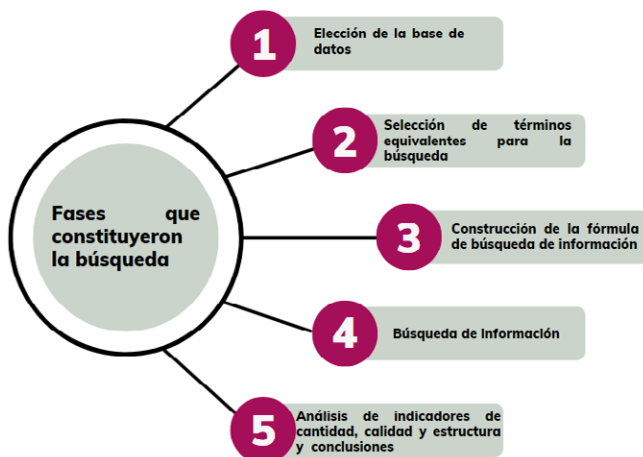 1
Elección de la base de
datos
2
Selección de términos
equivalentes para la
búsqueda
Fases que
constituyeron
la búsqueda
3
Construcción de la fórmula
de búsqueda de información
4
Búsqueda de información
5
Análisis de indicadores de
cantidad, calidad y estructura
y conclusiones